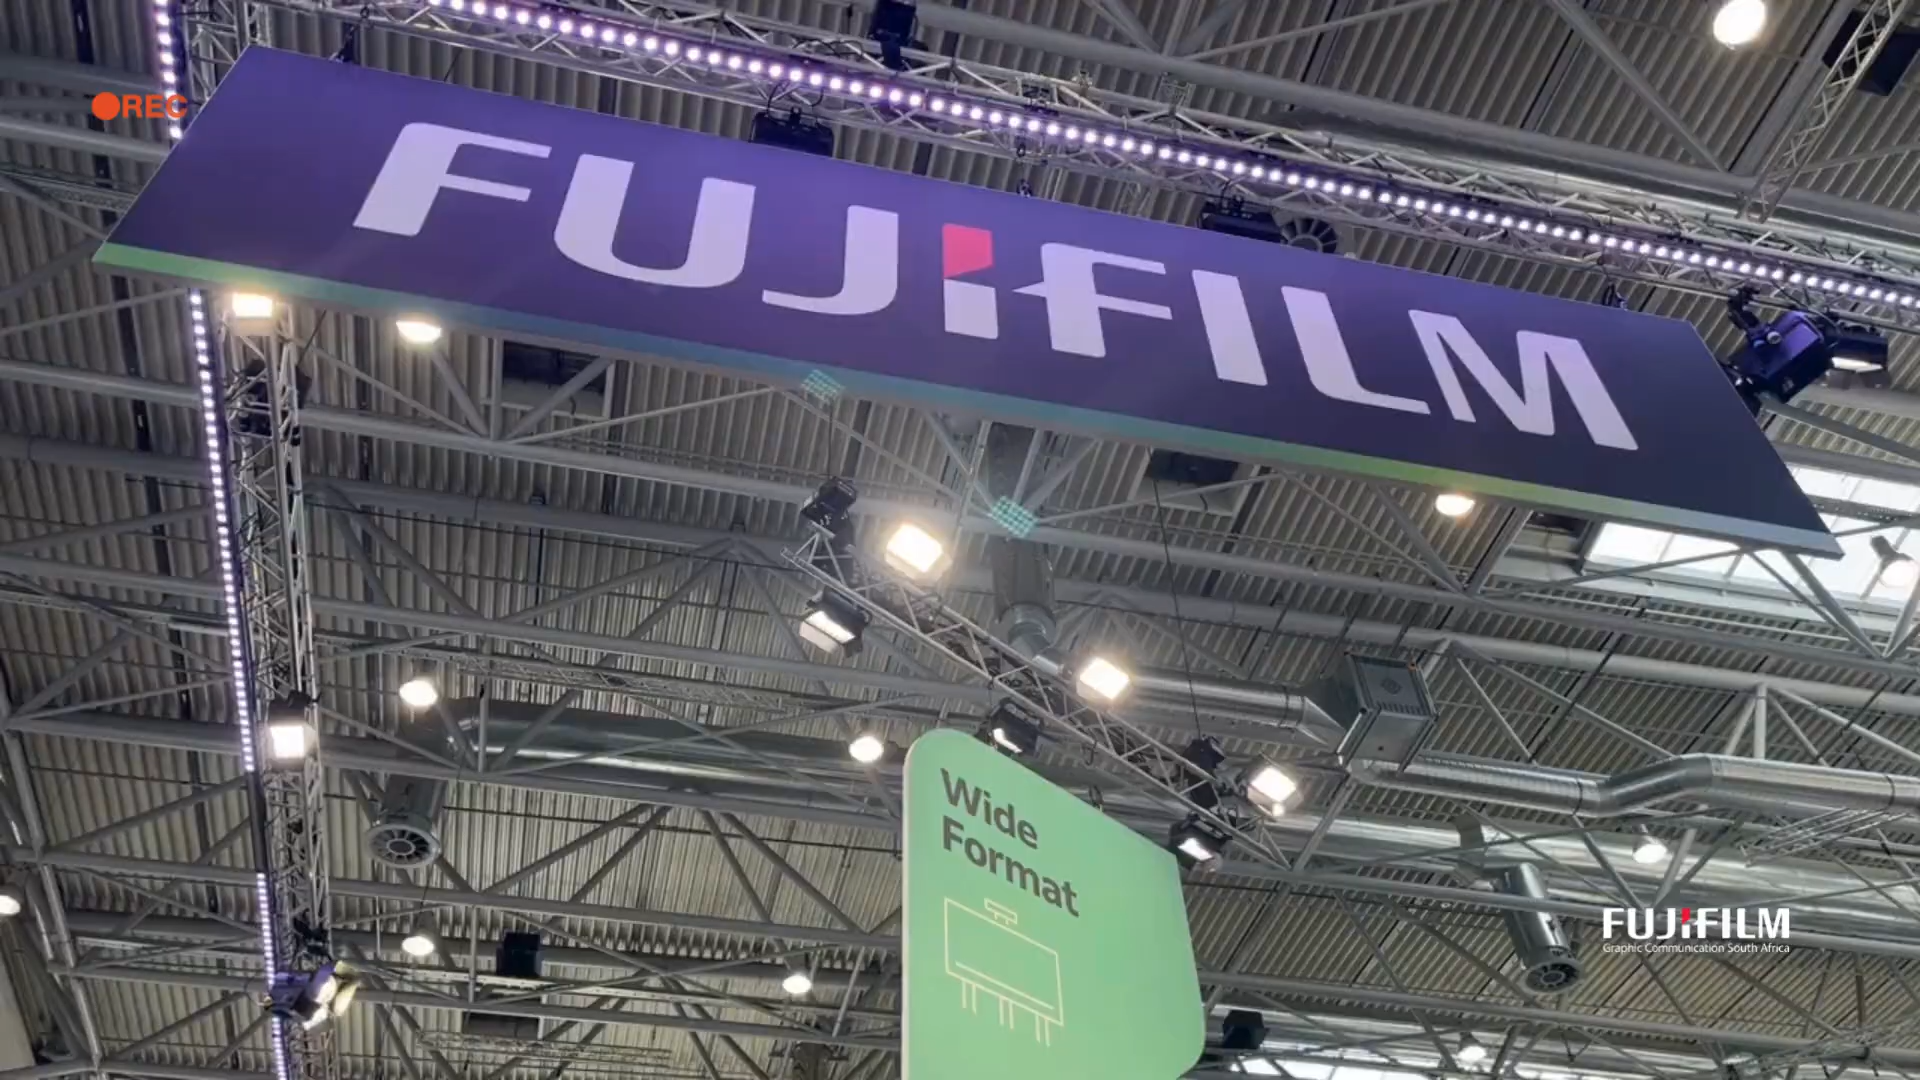 REC
FUJIFILM
Wide
Format
FUJIFILM
Graphic Communication South Africa